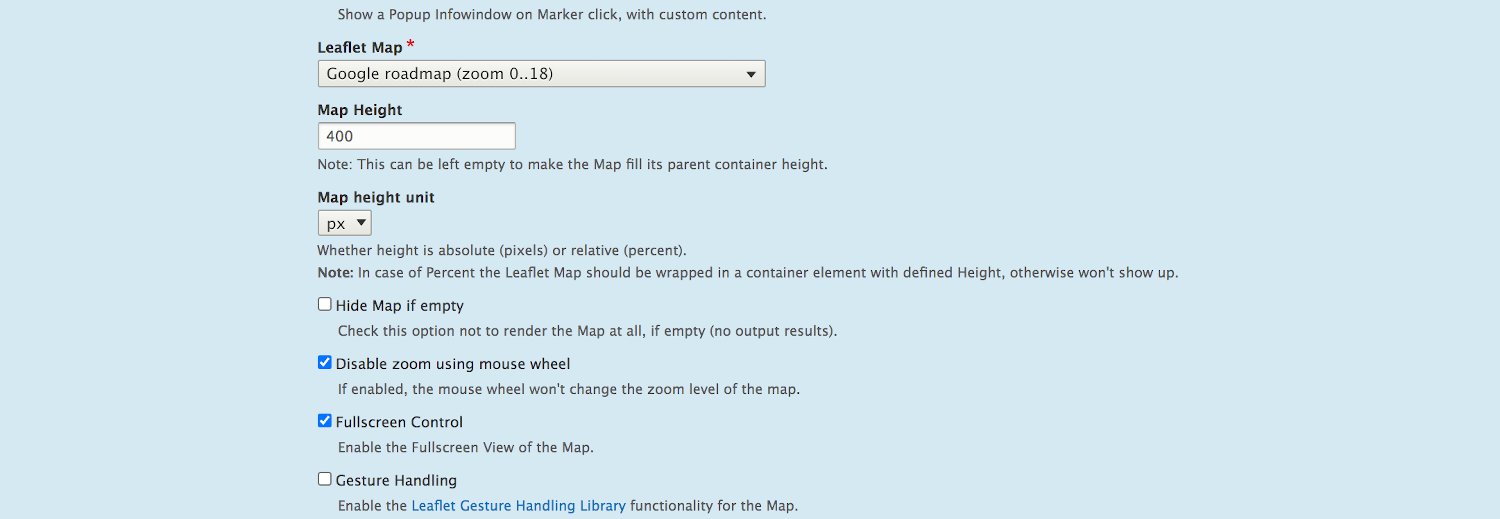 Show a Popup Infowindow on Marker click, with custom content.
Leaflet Map *
Google roadmap (zoom 0..18)
Map Height
400
Note: This can be left empty to make the Map fill its parent container height.
Map height unit
px
Whether height is absolute (pixels) or relative (percent).
Note: In case of Percent the Leaflet Map should be wrapped in a container element with defined Height, otherwise won't show up.
Hide Map if empty
Check this option not to render the Map at all, if empty (no output results).
Disable zoom using mouse wheel
If enabled, the mouse wheel won't change the zoom level of the map.
Fullscreen Control
Enable the Fullscreen View of the Map.
Gesture Handling
Enable the Leaflet Gesture Handling Library functionality for the Map.